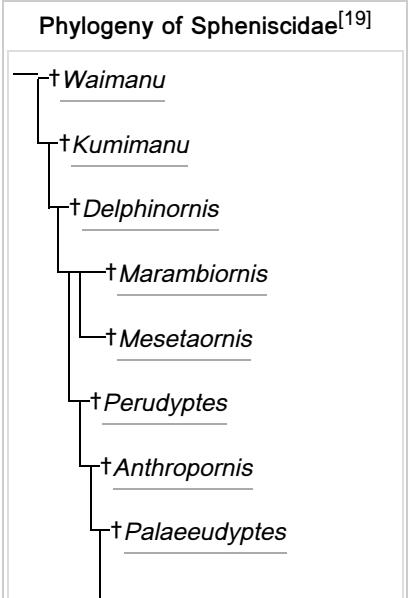 Phylogeny of Spheniscidae[19]
†Waimanu
†Kumimanu
†Delphinornis
†Marambiornis
†Mesetaornis
†Perudyptes
†Anthropornis
†Palaeeudyptes